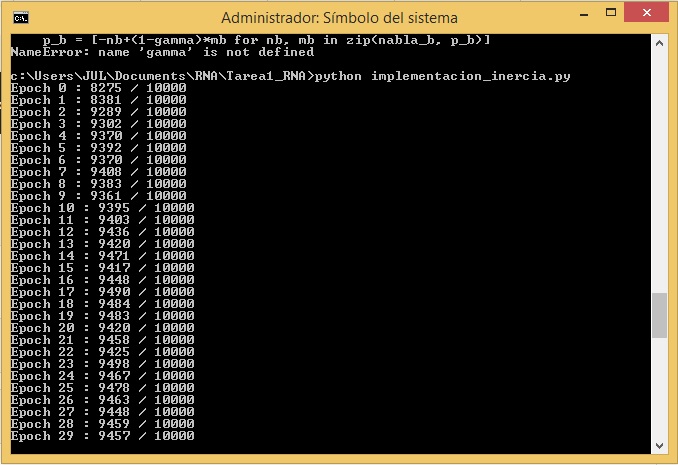 Administrador: Símbolo del sistema
p_b = [-nb+(1-gamma)*mb for nb, mb in zip(nabla_b, p_b)]
NameError: name 'gamma' is not defined
c:\Users\JUL\Documents\RNA\Tarea1_RNA>python implementacion_inercia.py
Epoch 0 : 8275 / 10000
Epoch 1 : 8381 / 10000
Epoch 2 : 9289 / 10000
Epoch 3 : 9302 / 10000
Epoch 4 : 9370 / 10000
Epoch 5 : 9392 / 10000
Epoch 6 : 9370 / 10000
Epoch 7 : 9408 / 10000
Epoch 8 : 9383 / 10000
Epoch 9 : 9361 / 10000
Epoch 10 : 9395 / 10000
Epoch 11 : 9403 / 10000
Epoch 12 : 9436 / 10000
Epoch 13 : 9420 / 10000
Epoch 14 : 9471 / 10000
Epoch 15 : 9417 / 10000
Epoch 16 : 9448 / 10000
Epoch 17 : 9490 / 10000
Epoch 18 : 9484 / 10000
Epoch 19 : 9483 / 10000
Epoch 20 : 9420 / 10000
Epoch 21 : 9458 / 10000
Epoch 22 : 9425 / 10000
Epoch 23 : 9498 / 10000
Epoch 24 : 9467 / 10000
Epoch 25 : 9478 / 10000
Epoch 26 : 9463 / 10000
Epoch 27 : 9448 / 10000
Epoch 28 : 9459 / 10000
Epoch 29 : 9457 / 10000